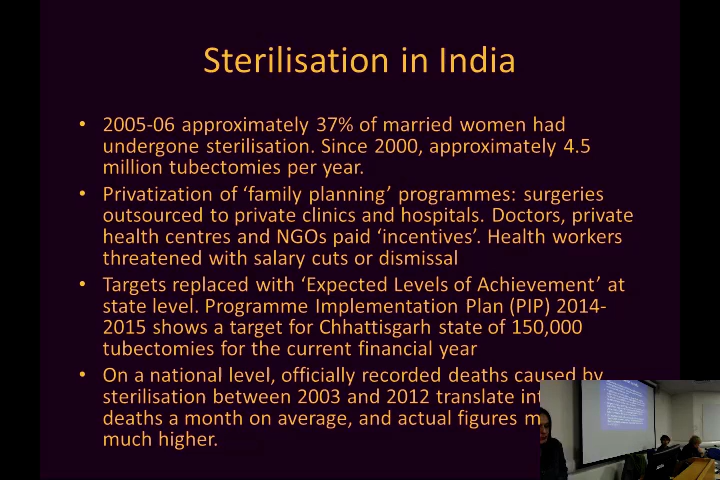 Sterilisation in India
• 2005-06 approximately 37% of married women had
undergone sterilisation. Since 2000, approximately 4.5
million tubectomies per year.
• Privatization of ‘family planning’ programmes: surgeries
outsourced to private clinics and hospitals. Doctors, private
health centres and NGOs paid ‘incentives’. Health workers
threatened with salary cuts or dismissal
• Targets replaced with ‘Expected Levels of Achievement’ at
state level. Programme Implementation Plan (PIP) 2014-
2015 shows a target for Chhattisgarh state of 150,000
tubectomies for the current financial year
• On a national level, officially recorded deaths caused by
sterilisation between 2003 and 2012 translate
deaths a month on average, and actual figures
much higher.